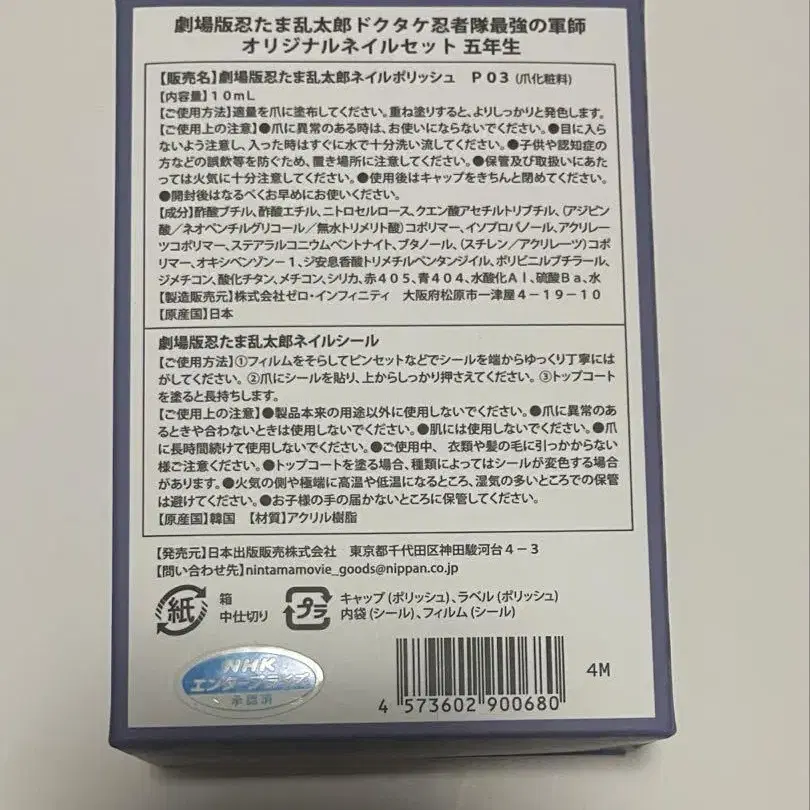 劇場版忍たま乱太郎ドクタケ忍者隊最強の軍師
オリジナルネイルセット 五年生
【販売名】劇場版忍たま乱太郎ネイルポリッシュ P03(爪化粧料)
【内容量】10mL
【ご使用方法】適量を爪に塗布してください。重ね塗りすると、よりしっかりと発色します。
【ご使用上の注意】●爪に異常のある時は、お使いにならないでください。●目に入ら
ないよう注意し、入った時はすぐに水で十分洗い流してください。●子供や認知症の
方などの誤飲等を防ぐため、置き場所に注意してください。●保管及び取扱いにあた
っては火気に十分注意してください。●使用後はキャップをきちんと閉めてください。
●開封後はなるべくお早めにお使いください。
【成分】酢酸ブチル、酢酸エチル、ニトロセルロース、クエン酸アセチルトリブチル、(アジピン
酸/ネオペンチルグリコール/無水トリメリト酸)コポリマー、イソプロパノール、アクリレー
ツコポリマー、ステアラルコニウムベントナイト、ブタノール、(スチレン/アクリレーツ)コポ
リマー、オキシベンゾン-1、ジ安息香酸トリメチルペンタンジイル、ポリビニルブチラール、
ジメチコン、酸化チタン、メチコン、シリカ、赤405、青404、水酸化Al、硫酸Ba、水
【製造販売元】株式会社ゼロ・インフィニティ 大阪府松原市一津屋4-19-10
【原産国】日本
劇場版忍たま乱太郎ネイルシール
【ご使用方法】①フィルムをそらしてピンセットなどでシールを端からゆっくり丁寧には
がしてください。②爪にシールを貼り、上からしっかり押さえてください。③トップコート
を塗ると長持ちします。
【ご使用上の注意】●製品本来の用途以外に使用しないでください。●爪に異常のあ
るときや合わないときは使用しないでください。●肌には使用しないでください。●爪
に長時間続けて使用しないでください。●ご使用中、衣類や髪の毛に引っかからない
様ご注意ください。●トップコートを塗る場合、種類によってはシールが変色する場合
があります。●火気の側や極端に高温や低温になるところ、湿気の多いところでの保管
は避けてください。●お子様の手の届かないところに保管してください。
【原産国】韓国 【材質】アクリル樹脂
【発売元】日本出版販売株式会社 東京都千代田区神田駿河台4-3
【問い合わせ先】nintamamovie_goods@nippan.co.jp
紙
箱
中仕切り
プラ
キャップ(ポリッシュ)、ラベル(ポリッシュ)
内袋(シール)、フィルム(シール)
NHK
エンタープライズ
承認済
4M
4 573602 900680